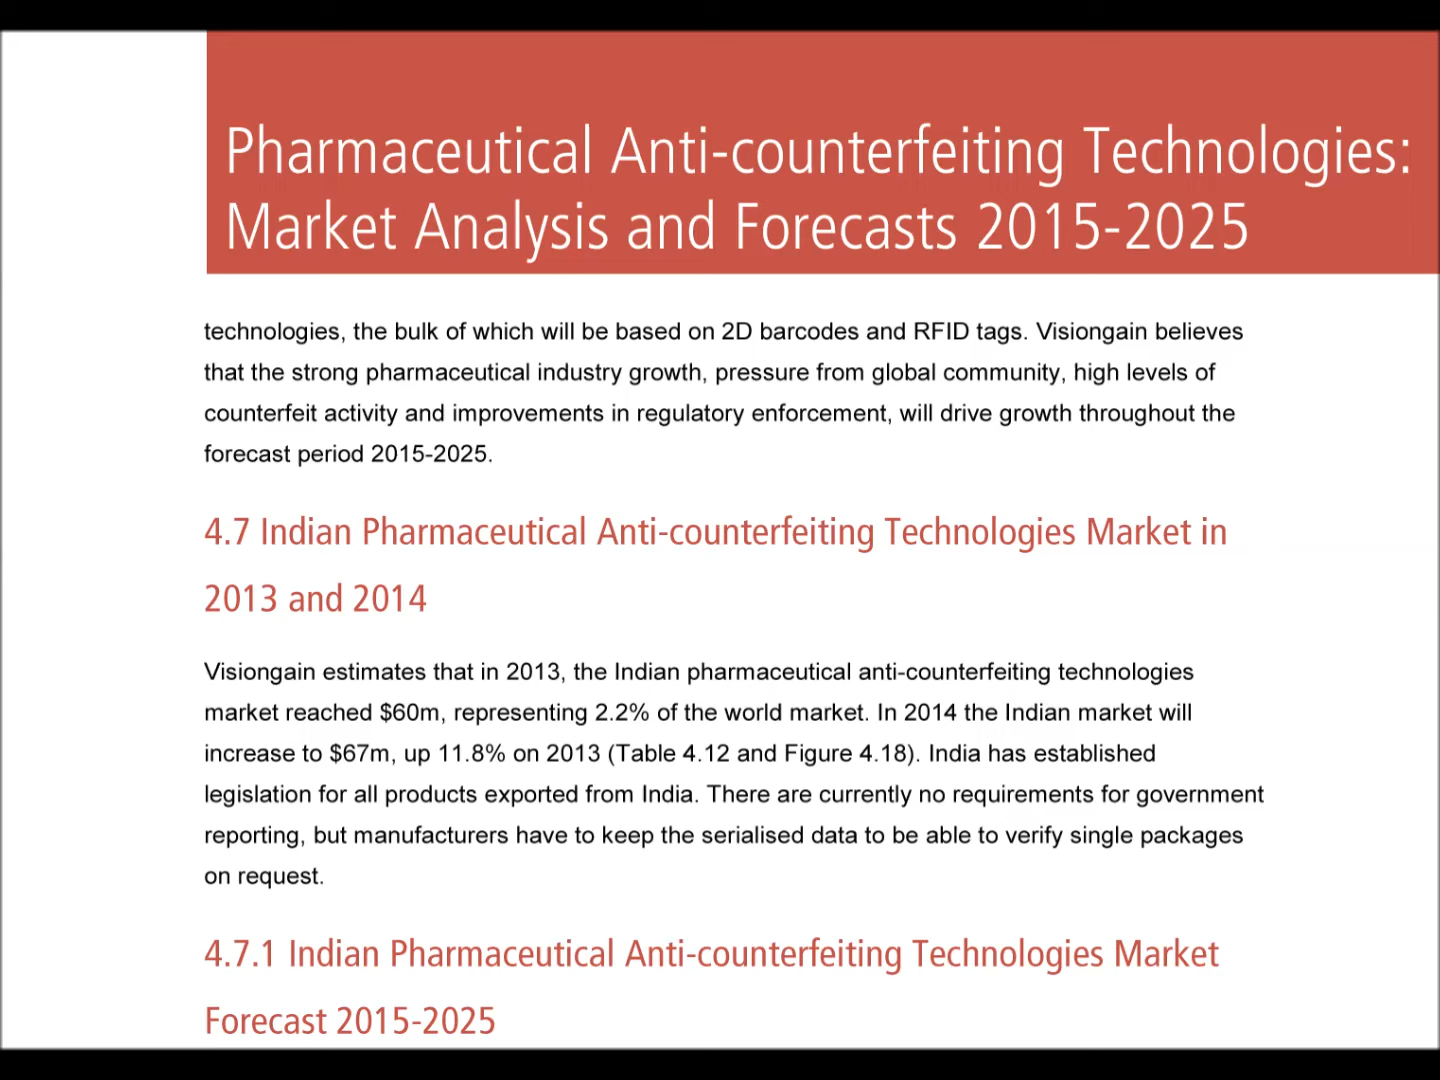 Pharmaceutical Anti-counterfeiting Technologies:
Market Analysis and Forecasts 2015-2025
technologies, the bulk of which will be based on 2D barcodes and RFID tags. Visiongain believes
that the strong pharmaceutical industry growth, pressure from global community, high levels of
counterfeit activity and improvements in regulatory enforcement, will drive growth throughout the
forecast period 2015-2025.
4.7 Indian Pharmaceutical Anti-counterfeiting Technologies Market in
2013 and 2014
Visiongain estimates that in 2013, the Indian pharmaceutical anti-counterfeiting technologies
market reached $60m, representing 2.2% of the world market. In 2014 the Indian market will
increase to $67m, up 11.8% on 2013 (Table 4.12 and Figure 4.18). India has established
legislation for all products exported from India. There are currently no requirements for government
reporting, but manufacturers have to keep the serialised data to be able to verify single packages
on request.
4.7.1 Indian Pharmaceutical Anti-counterfeiting Technologies Market
Forecast 2015-2025